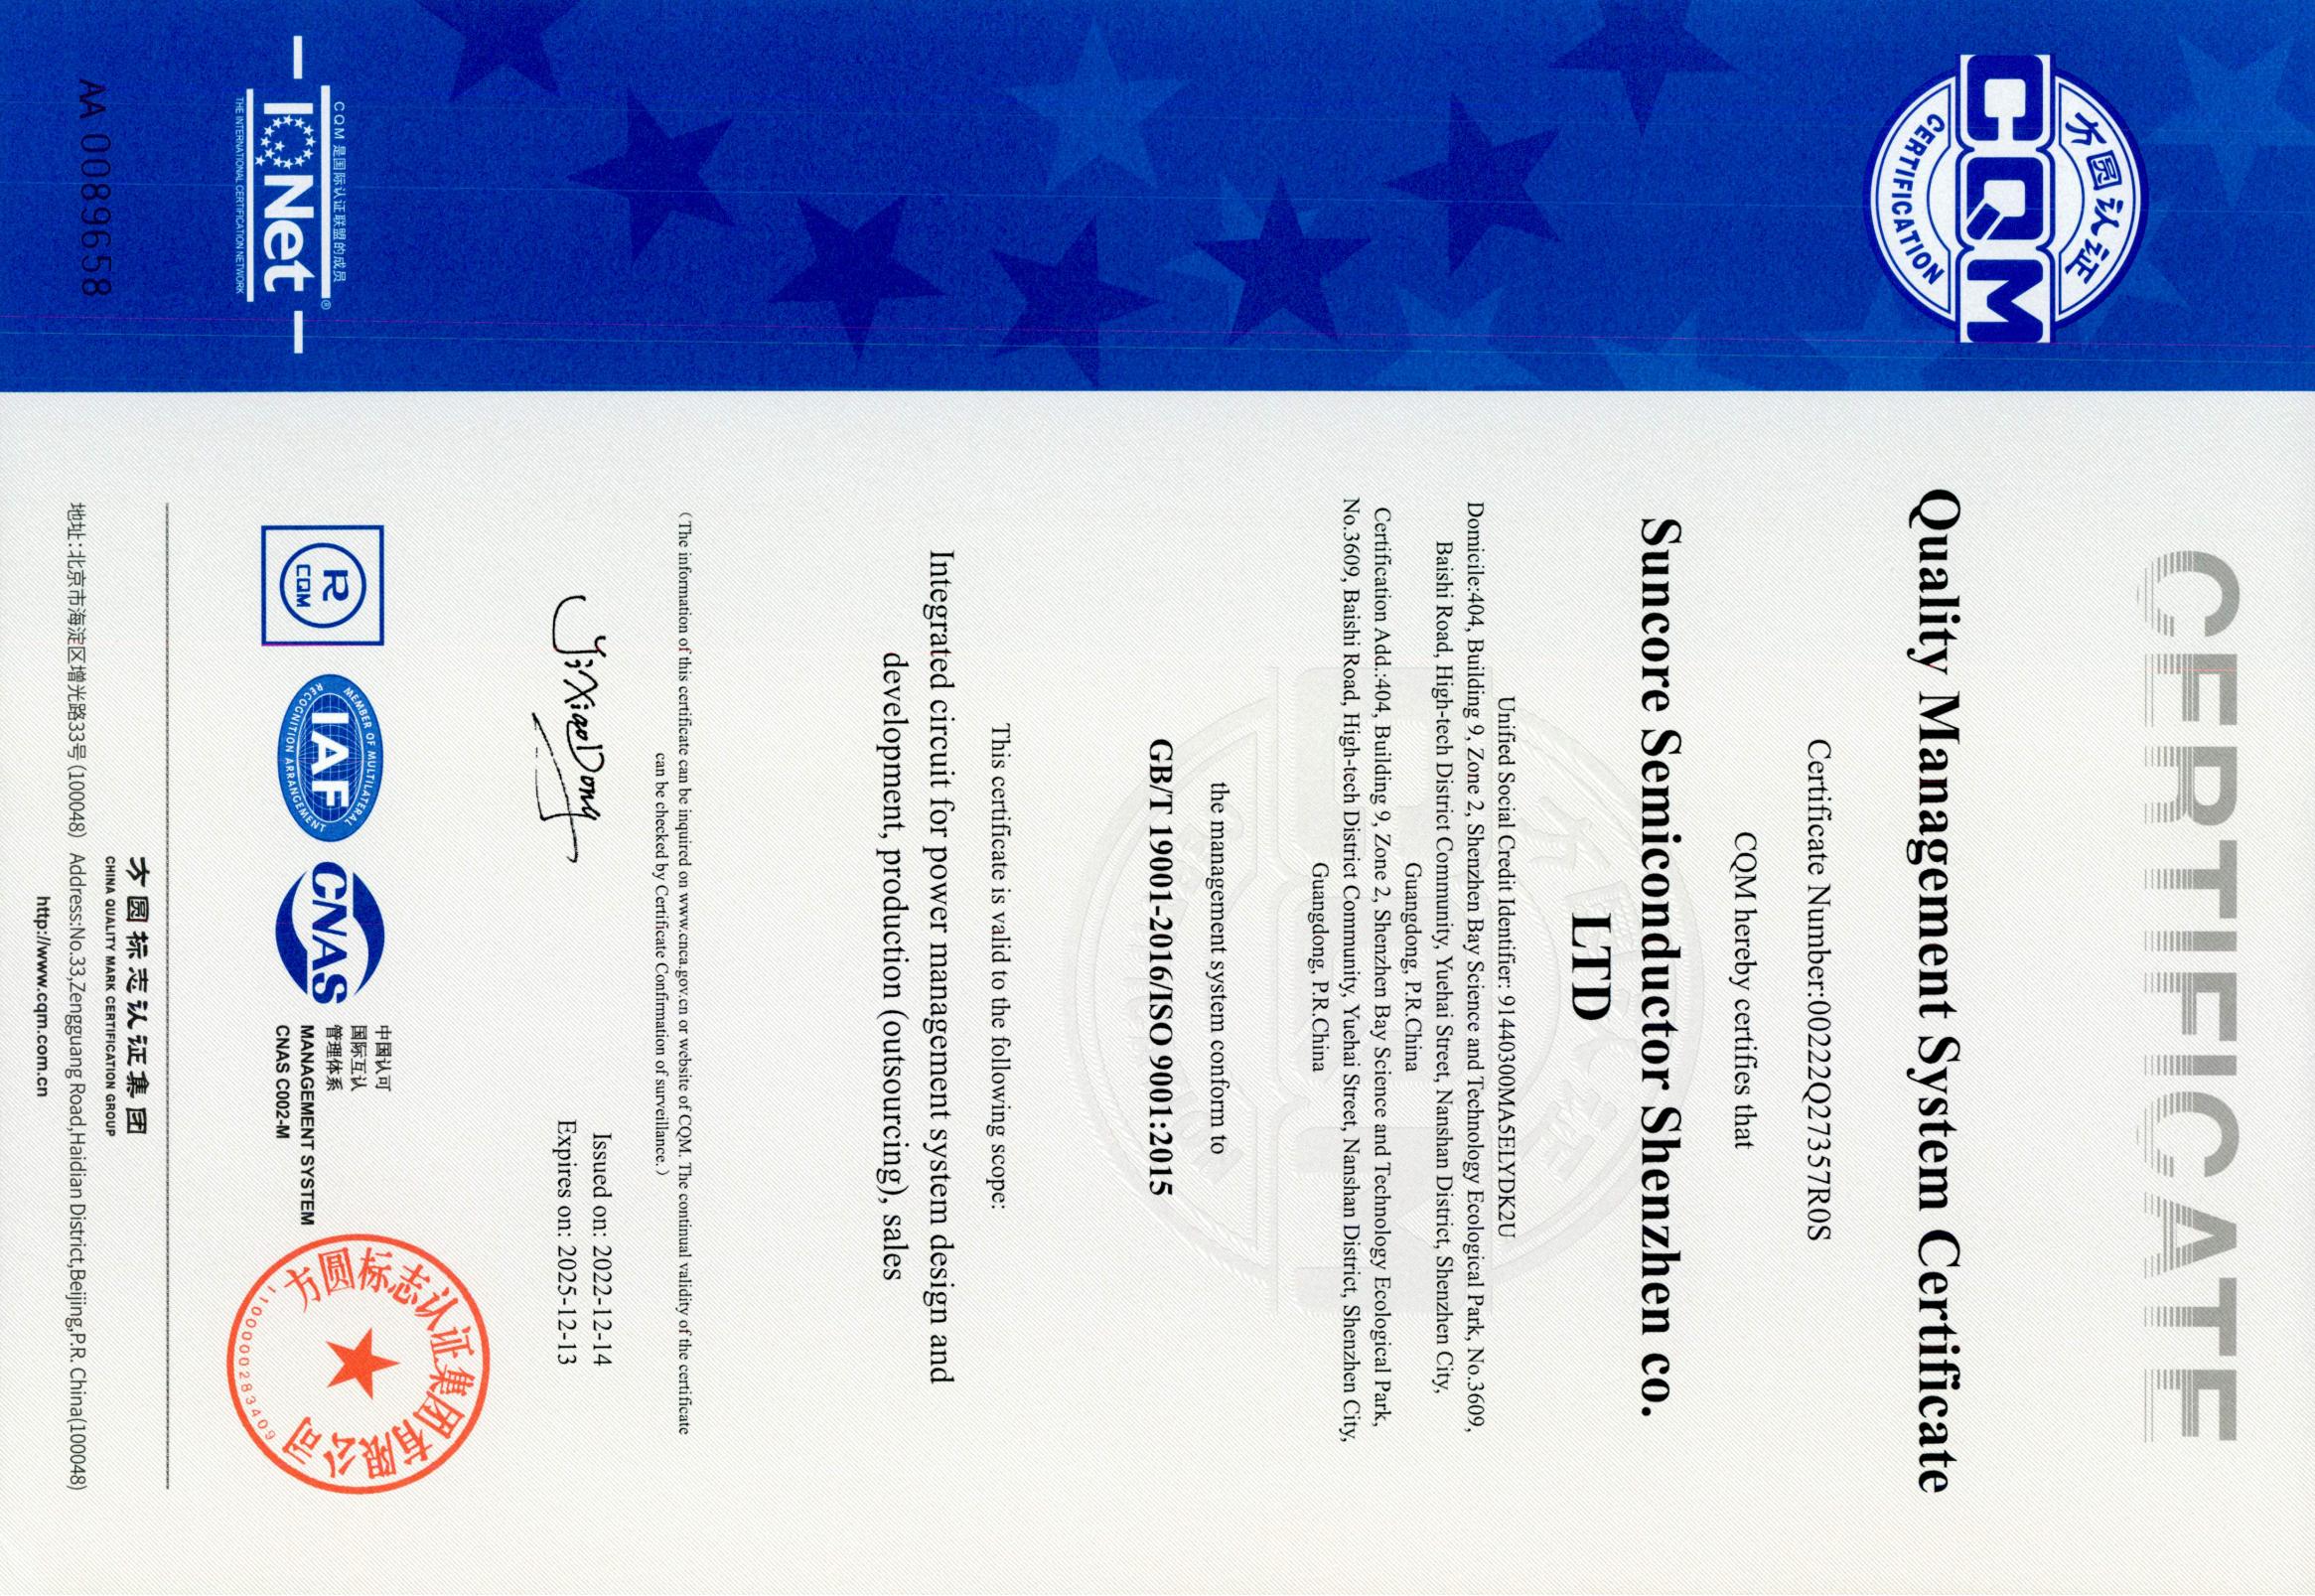 方圆认证
CQM
CERTIFICATION
CERTIFICATE
Quality Management System Certificate
Certificate Number:00222Q27357R0S
CQM hereby certifies that
Suncore Semiconductor Shenzhen co.
LTD
Unified Social Credit Identifier: 91440300MA5ELYDK2U
Domicile:404, Building 9, Zone 2, Shenzhen Bay Science and Technology Ecological Park, No.3609,
Baishi Road, High-tech District Community, Yuehai Street, Nanshan District, Shenzhen City,
Guangdong, P.R.China
Certification Add.:404, Building 9, Zone 2, Shenzhen Bay Science and Technology Ecological Park,
No.3609, Baishi Road, High-tech District Community, Yuehai Street, Nanshan District, Shenzhen City,
Guangdong, P.R.China
the management system conform to
GB/T 19001-2016/ISO 9001:2015
This certificate is valid to the following scope:
Integrated circuit for power management system design and
development, production (outsourcing), sales
(The information of this certificate can be inquired on www.cnca.gov.cn or website of CQM. The continual validity of the certificate
can be checked by Certificate Confirmation of surveillance.)
Ji XiaoDong
Issued on: 2022-12-14
Expires on: 2025-12-13
CQM 是国际认证联盟的成员
IQNet®
THE INTERNATIONAL CERTIFICATION NETWORK
AA 0089658
R
CQM
MEMBER OF MULTILATERAL
IAF
RECOGNITION ARRANGEMENT
CNAS
中国认可
国际互认
管理体系
MANAGEMENT SYSTEM
CNAS C002-M
方圆标志认证集团有限公司
1100000283409
方圆标志认证集团
CHINA QUALITY MARK CERTIFICATION GROUP
地址:北京市海淀区增光路33号 (100048) Address:No.33,Zengguang Road,Haidian District,Beijing,P.R. China(100048)
http://www.cqm.com.cn